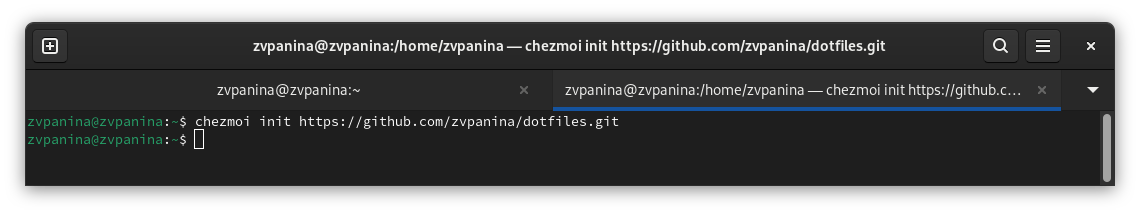 zvpanina@zvpanina:/home/zvpanina — chezmoi init https://github.com/zvpanina/dotfiles.git
zvpanina@zvpanina:~
zvpanina@zvpanina:/home/zvpanina — chezmoi init https://github.c…
zvpanina@zvpanina:~$ chezmoi init https://github.com/zvpanina/dotfiles.git
zvpanina@zvpanina:~$